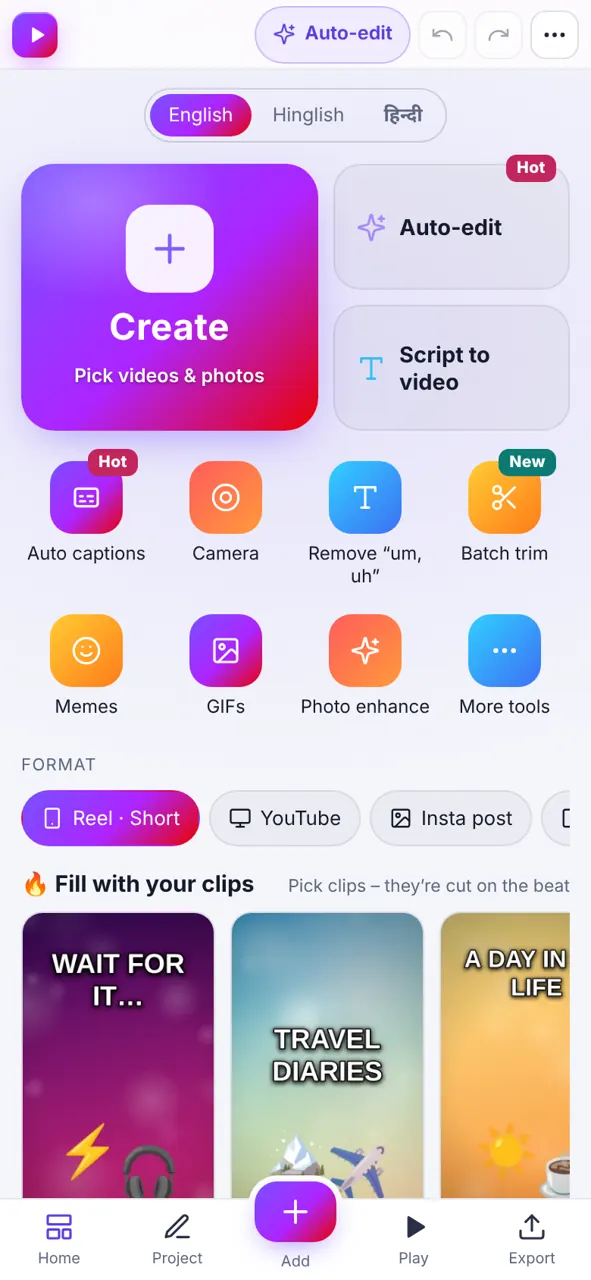 Auto-edit
English
Hinglish
हिन्दी
Create
Pick videos & photos
Hot
Auto-edit
Script to
video
Hot
Auto captions
Camera
Remove “um,
uh”
New
Batch trim
Memes
GIFs
Photo enhance
More tools
FORMAT
Reel · Short
YouTube
Insta post
🔥 Fill with your clips
Pick clips – they’re cut on the beat
WAIT FOR
IT…
TRAVEL
DIARIES
A DAY IN
LIFE
Home
Project
Add
Play
Export